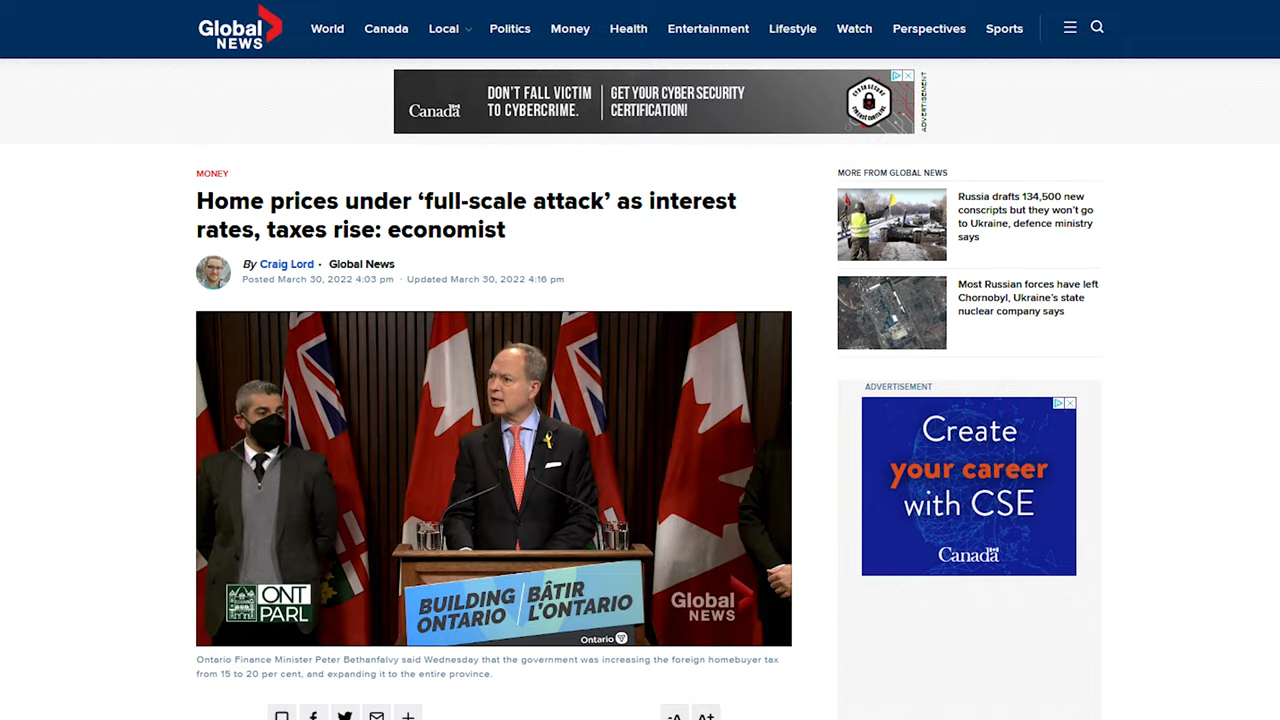 Global NEWS
World Canada Local Politics Money Health Entertainment Lifestyle Watch Perspectives Sports
Canada
DON'T FALL VICTIM
TO CYBERCRIME.
GET YOUR CYBER SECURITY
CERTIFICATION!
ADVERTISEMENT
MONEY
Home prices under ‘full-scale attack’ as interest
rates, taxes rise: economist
By Craig Lord · Global News
Posted March 30, 2022 4:03 pm · Updated March 30, 2022 4:16 pm
ONT
PARL
BUILDING
ONTARIO
BÂTIR
L'ONTARIO
Ontario
Global
NEWS
Ontario Finance Minister Peter Bethanfalvy said Wednesday that the government was increasing the foreign homebuyer tax
from 15 to 20 per cent, and expanding it to the entire province.
-A A+
MORE FROM GLOBAL NEWS
Russia drafts 134,500 new
conscripts but they won’t go
to Ukraine, defence ministry
says
Most Russian forces have left
Chornobyl, Ukraine’s state
nuclear company says
ADVERTISEMENT
Create
your career
with CSE
Canada